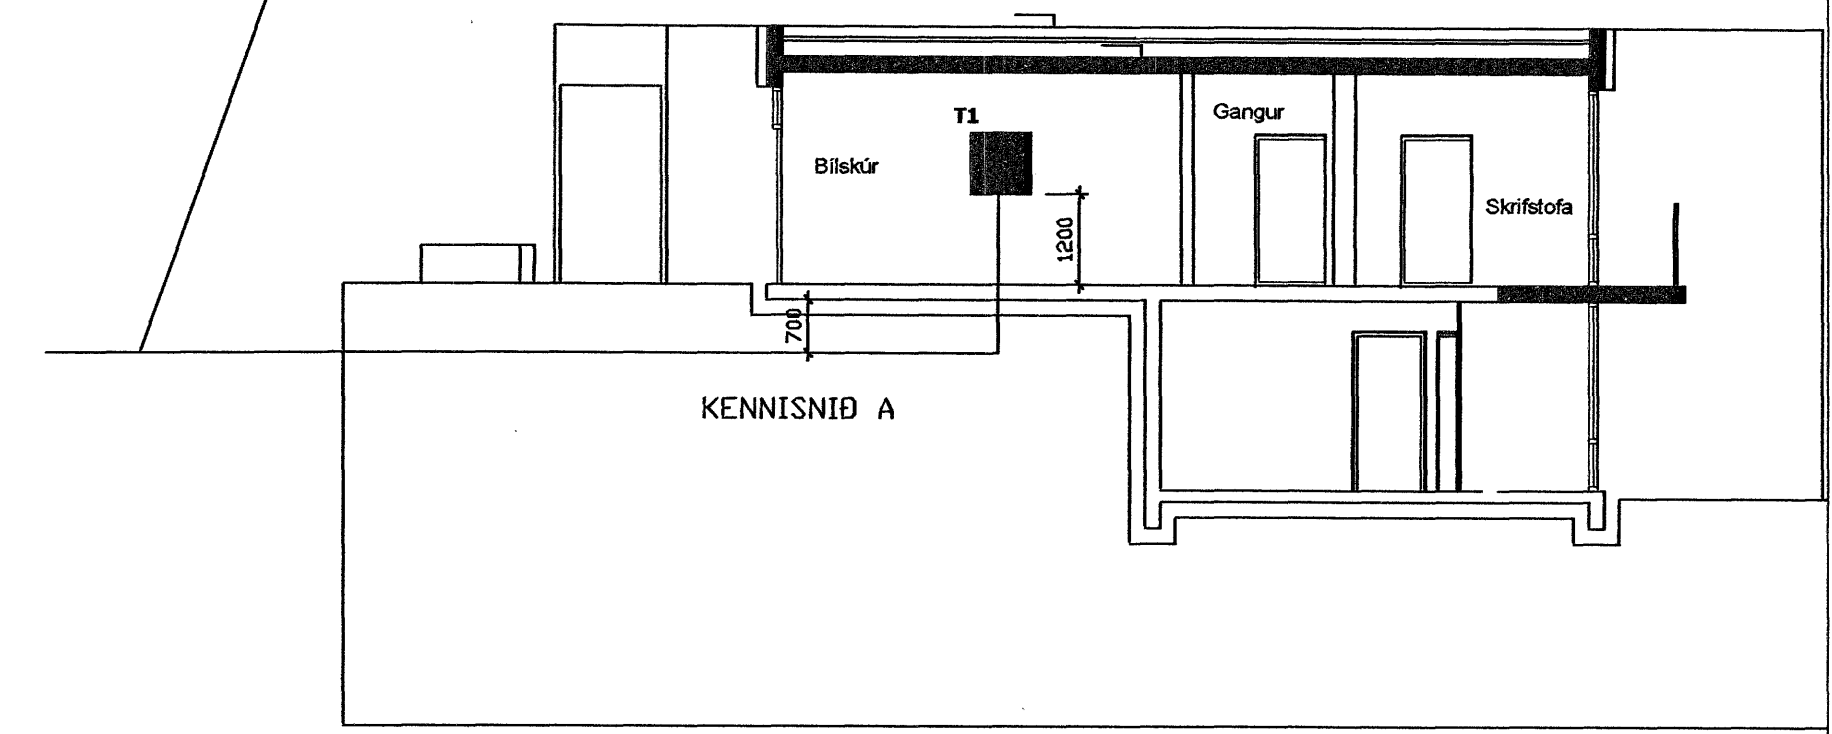 T1
Gangur
Bílskúr
Skrifstofa
1200
700
KENNISNIÐ A